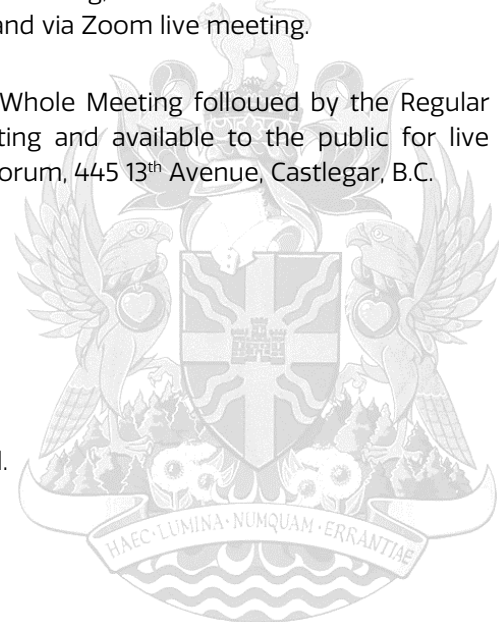 and via Zoom live meeting.
Whole Meeting followed by the Regular
ting and available to the public for live
orum, 445 13th Avenue, Castlegar, B.C.
HAEC·LUMINA·NUMQUAM·ERRANTIAE